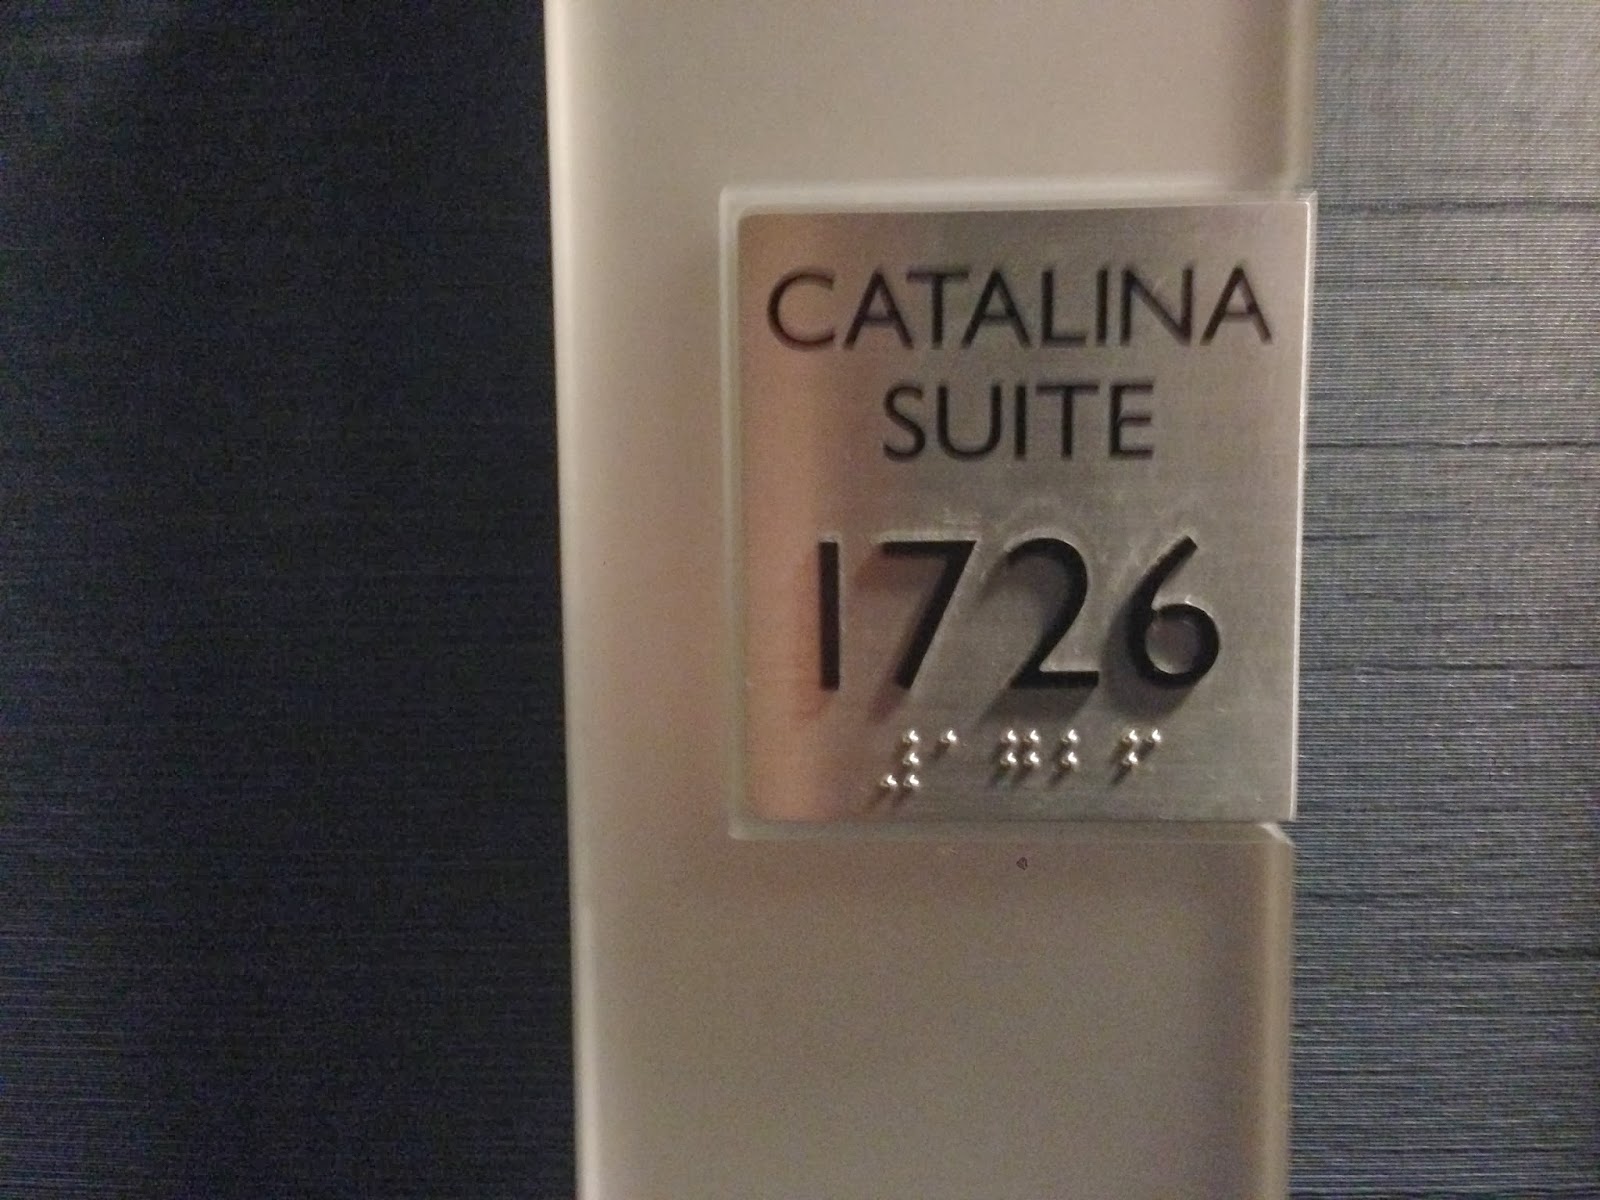 CATALINA
SUITE
1726
⠼⠁⠛⠃⠋